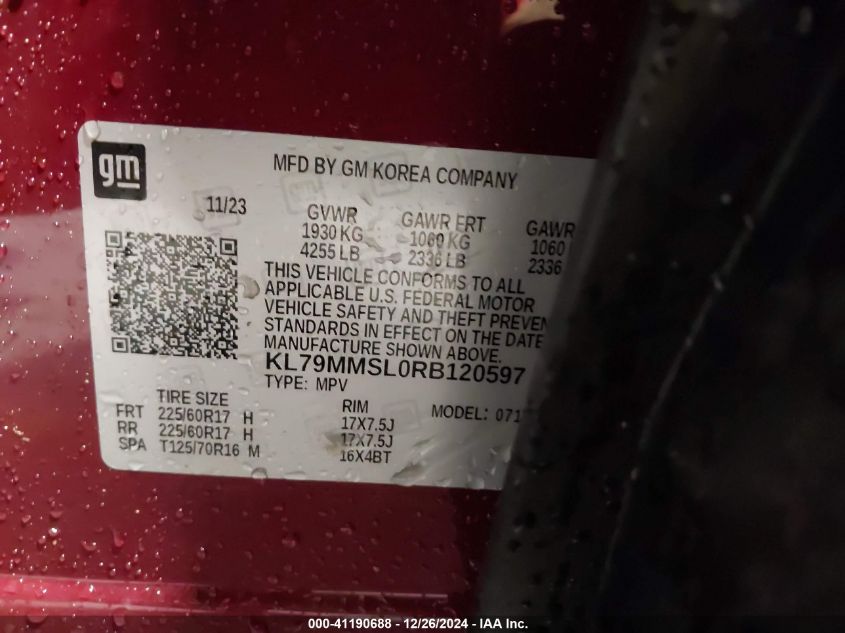 gm
MFD BY GM KOREA COMPANY
11/23
GVWR GAWR FRT GAWR
1930 KG 1060 KG 1060
4255 LB 2336 LB 2336
THIS VEHICLE CONFORMS TO ALL
APPLICABLE U.S. FEDERAL MOTOR
VEHICLE SAFETY AND THEFT PREVEN
STANDARDS IN EFFECT ON THE DATE
MANUFACTURE SHOWN ABOVE.
KL79MMSL0RB120597
TYPE: MPV
TIRE SIZE RIM MODEL: 071
FRT 225/60R17 H 17X7.5J
RR 225/60R17 H 17X7.5J
SPA T125/70R16 M 16X4BT
000-41190688 - 12/26/2024 - IAA Inc.